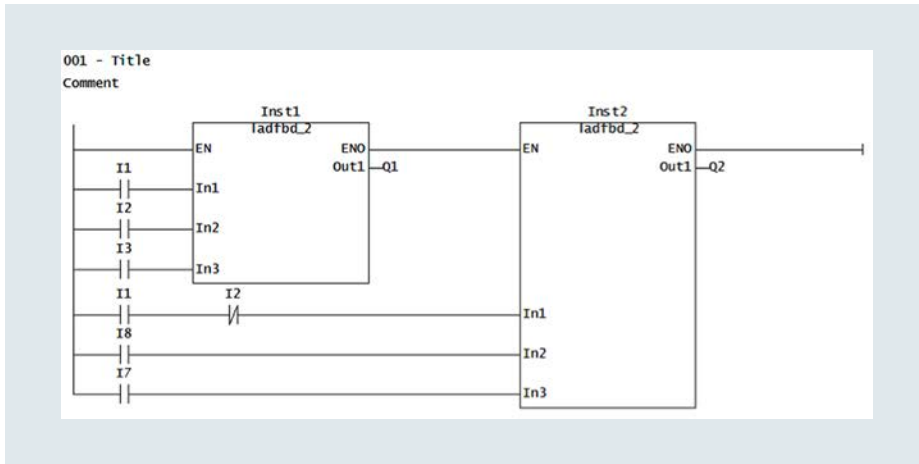 001 - Title
Comment
Inst1
ladfbd_2
EN
ENO
Out1
Q1
I1
In1
I2
In2
I3
In3
Inst2
ladfbd_2
EN
ENO
Out1
Q2
I1
I2
In1
I8
In2
I7
In3